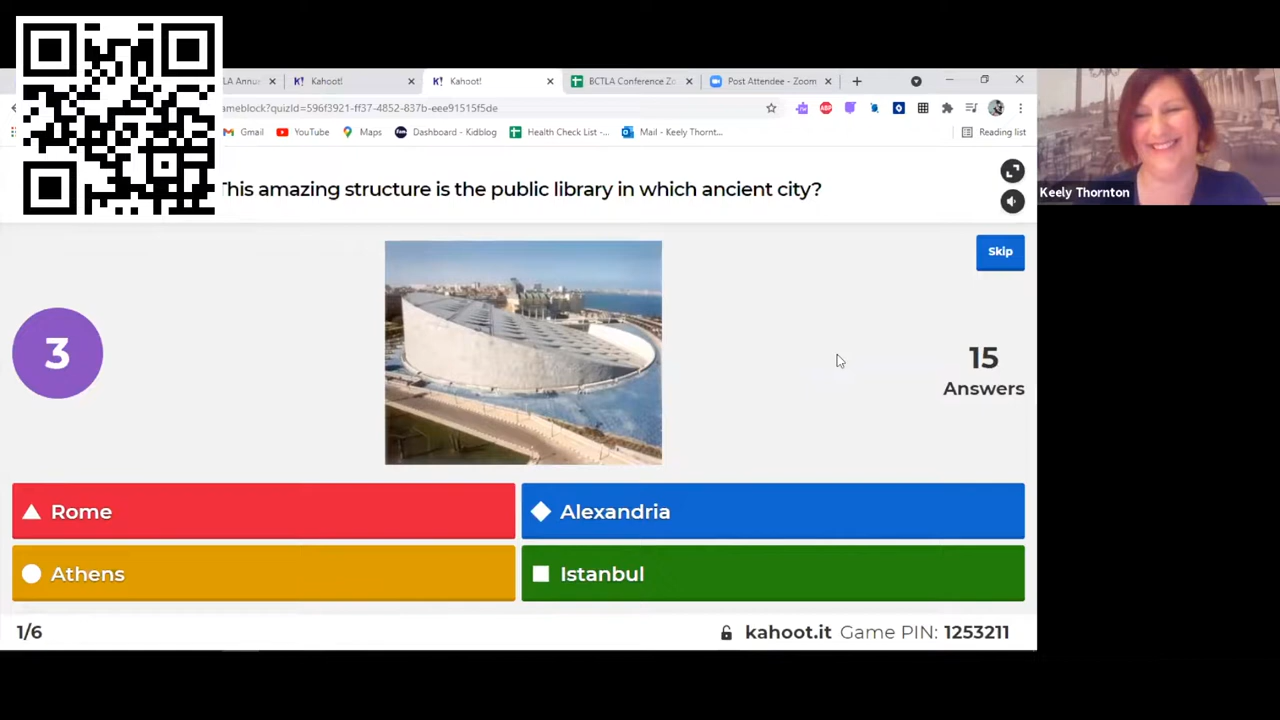 LA Annu
Kahoot!
Kahoot!
BCTLA Conference Zo
Post Attendee - Zoom
ameblock?quizId=596f3921-ff37-4852-837b-eee91515f5de
Gmail
YouTube
Maps
Dashboard - Kidblog
Health Check List -...
Mail - Keely Thornt...
Reading list
Keely Thornton
This amazing structure is the public library in which ancient city?
Skip
3
15
Answers
Rome
Alexandria
Athens
Istanbul
1/6
kahoot.it Game PIN: 1253211